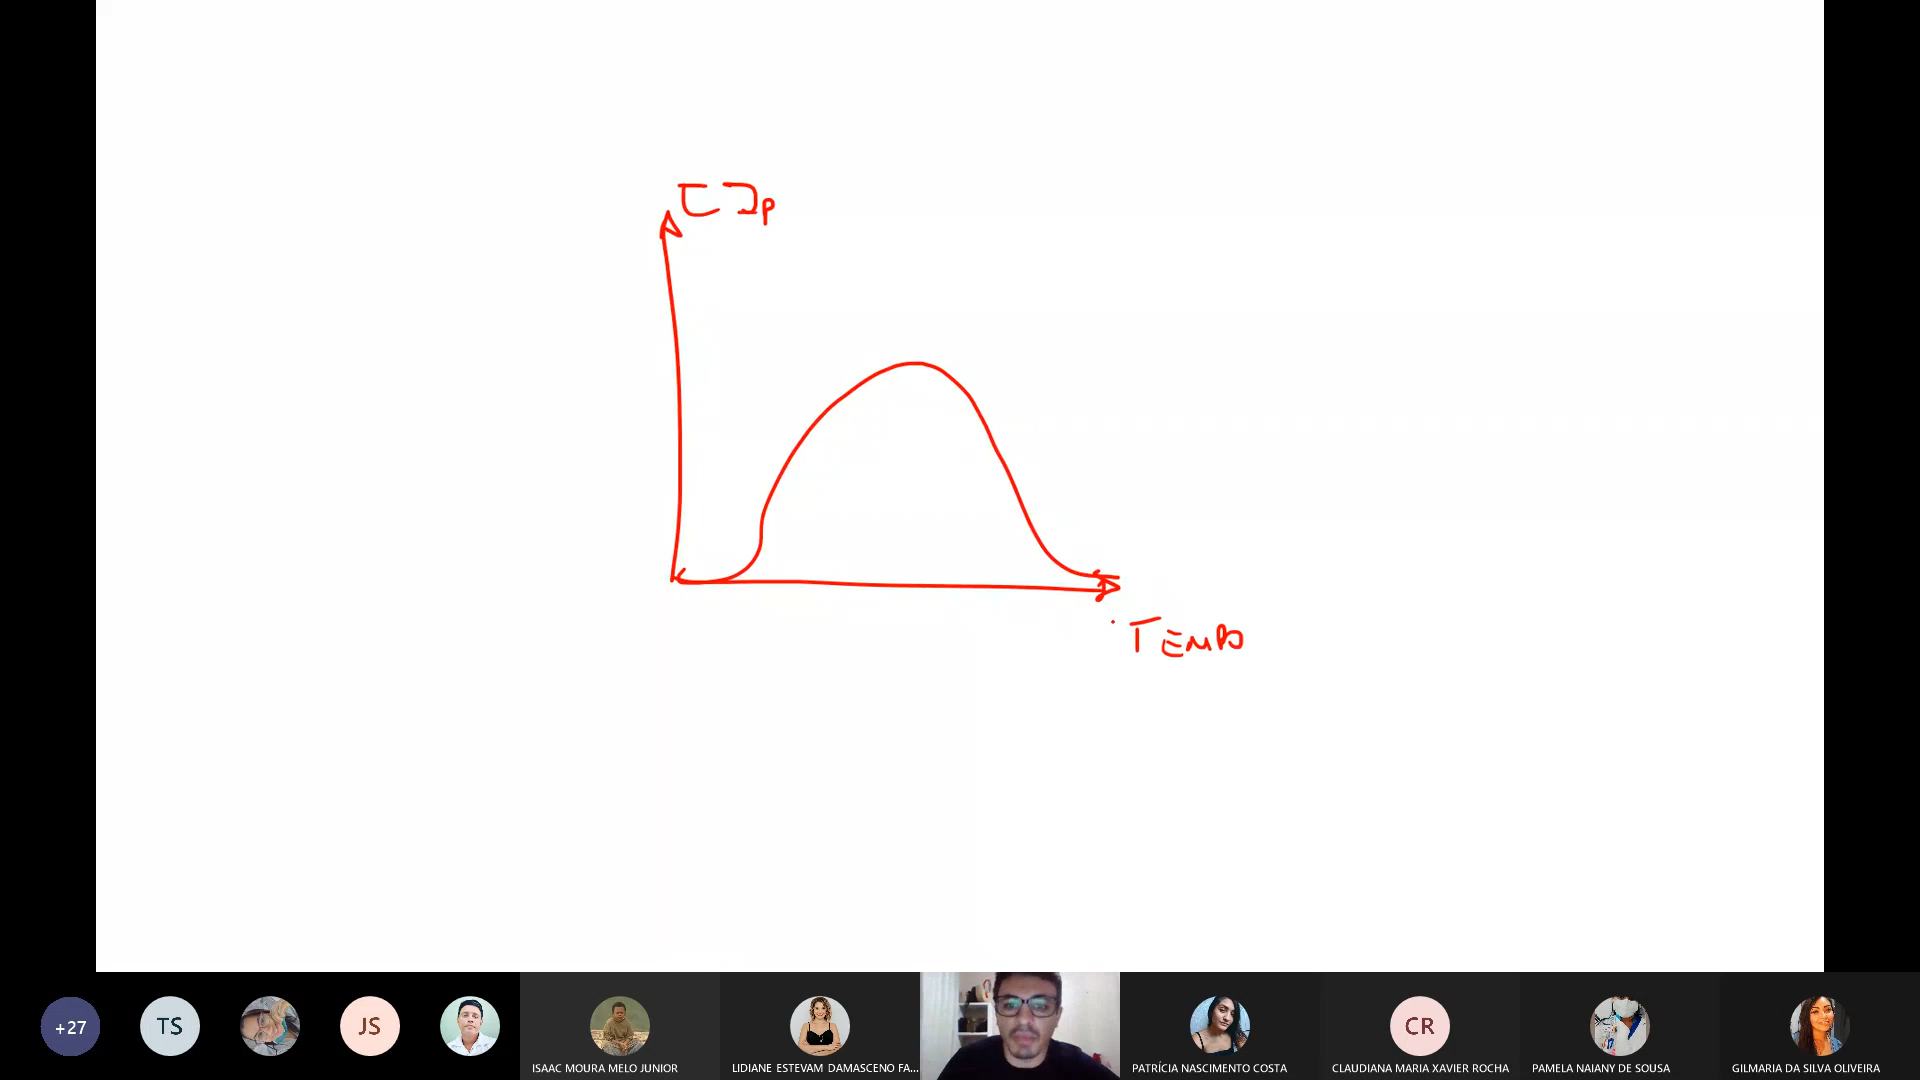 [ ]p
TEMPO
+27
TS
JS
ISAAC MOURA MELO JUNIOR
LIDIANE ESTEVAM DAMASCENO FA...
PATRÍCIA NASCIMENTO COSTA
CR
CLAUDIANA MARIA XAVIER ROCHA
PAMELA NAIANY DE SOUSA
GILMARIA DA SILVA OLIVEIRA